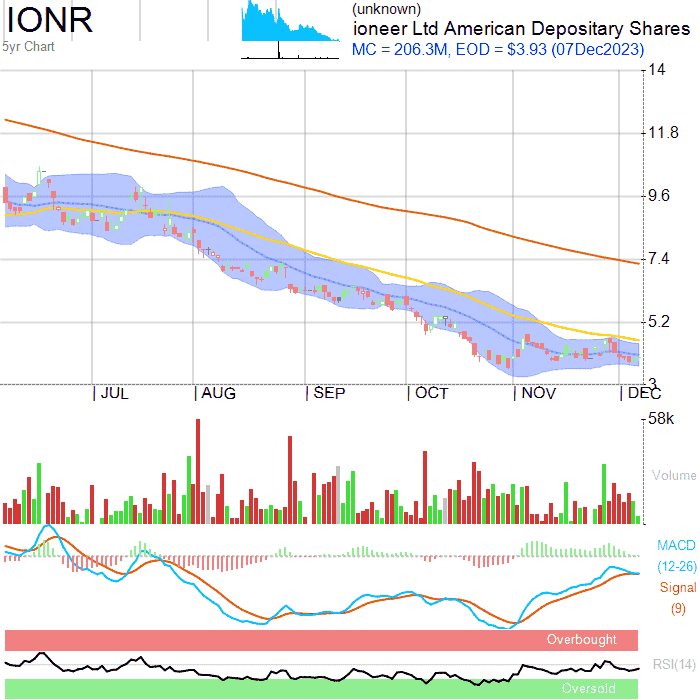 IONR
5yr Chart
(unknown)
ioneer Ltd American Depositary Shares
MC = 206.3M, EOD = $3.93 (07Dec2023)
14
11.8
9.6
7.4
5.2
3
JUL AUG SEP OCT NOV DEC
58k
Volume
MACD
(12-26)
Signal
(9)
Overbought
RSI(14)
Oversold